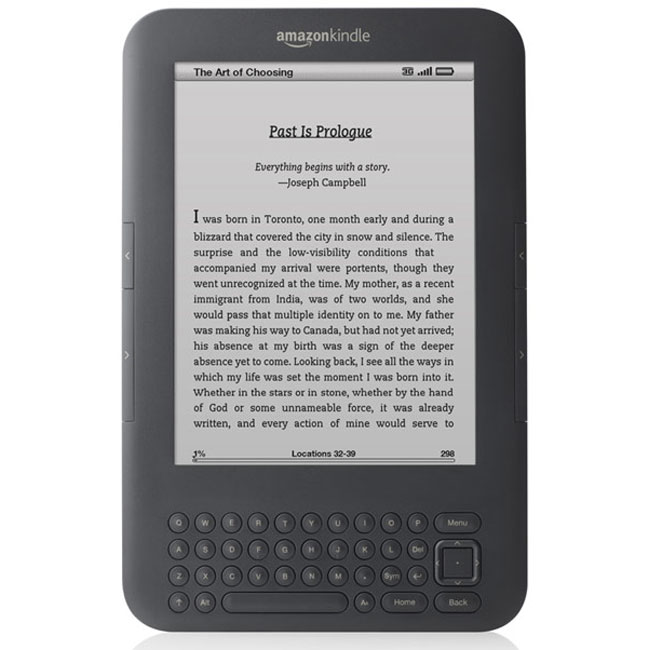 amazonkindle
The Art of Choosing 3G
Past Is Prologue
Everything begins with a story.
—Joseph Campbell
I was born in Toronto, one month early and during a
blizzard that covered the city in snow and silence. The
surprise and the low-visibility conditions that
accompanied my arrival were portents, though they
went unrecognized at the time. My mother, as a recent
immigrant from India, was of two worlds, and she
would pass that multiple identity on to me. My father
was making his way to Canada, but had not yet arrived;
his absence at my birth was a sign of the deeper
absence yet to come. Looking back, I see all the ways in
which my life was set the moment I was born into it.
Whether in the stars or in stone, whether by the hand
of God or some unnameable force, it was already
written, and every action of mine would serve to
1% Locations 32-39 298
Q W E R T Y U I O P Menu
A S D F G H J K L Del
Z X C V B N M . Sym
Alt Aa Home Back